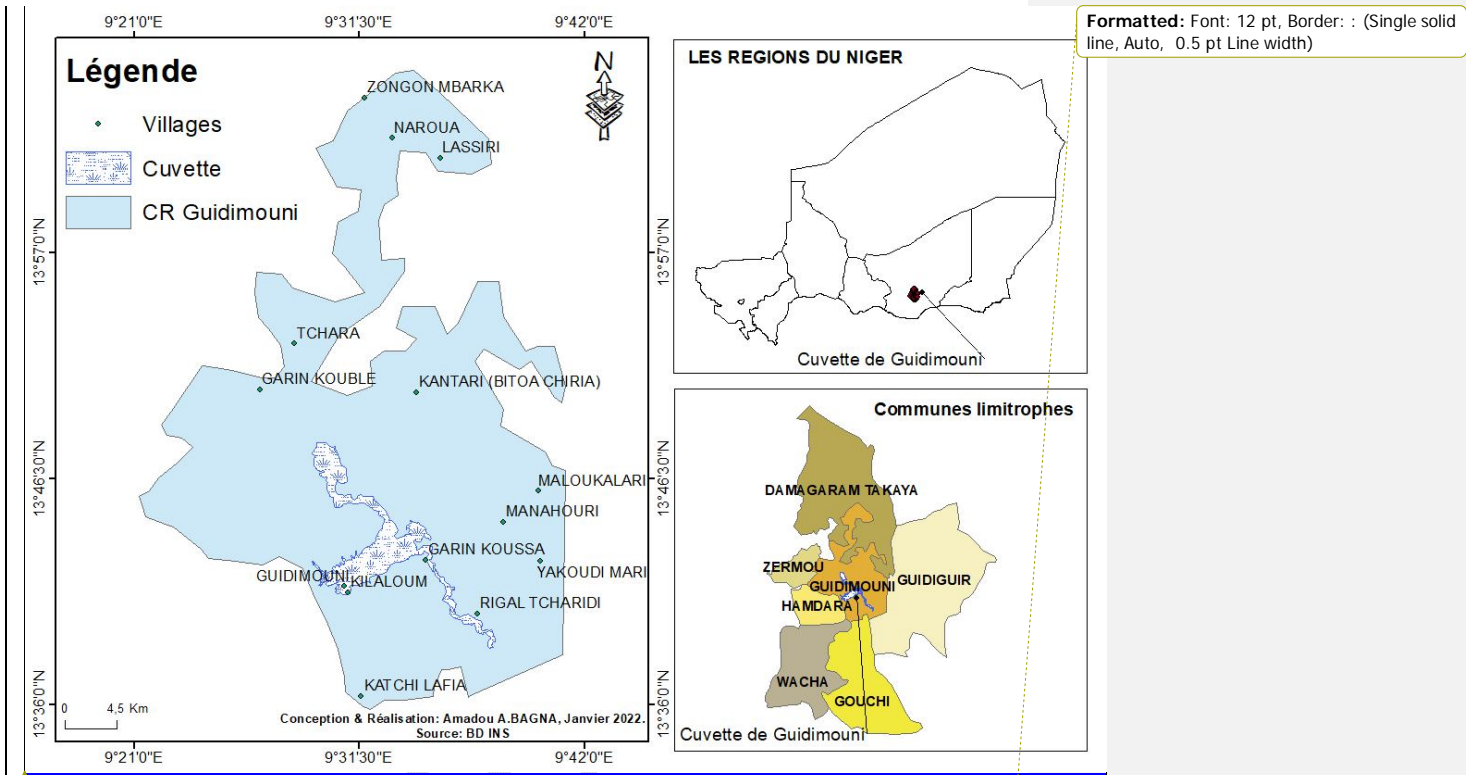 Formatted: Font: 12 pt, Border: : (Single solid
line, Auto, 0.5 pt Line width)
9°21'0"E
9°31'30"E
9°42'0"E
Légende
Villages
Cuvette
CR Guidimouni
N
ZONGON MBARKA
NAROUA
LASSIRI
13°57'0"N
13°57'0"N
TCHARA
GARIN KOUBLE
KANTARI (BITOA CHIRIA)
13°46'30"N
13°46'30"N
MALOUKALARI
MANAHOURI
GARIN KOUSSA
YAKOUDI MARI
GUIDIMOUNI
KILALOUM
RIGAL TCHARIDI
KATCHI LAFIA
13°36'0"N
13°36'0"N
0 4,5 Km
Conception & Réalisation: Amadou A.BAGNA, Janvier 2022.
Source: BD INS
9°21'0"E
9°31'30"E
9°42'0"E
LES REGIONS DU NIGER
Cuvette de Guidimouni
Communes limitrophes
DAMAGARAM TAKAYA
ZERMOU
GUIDIMOUNI
GUIDIGUIR
HAMDARA
WACHA
GOUCHI
Cuvette de Guidimouni